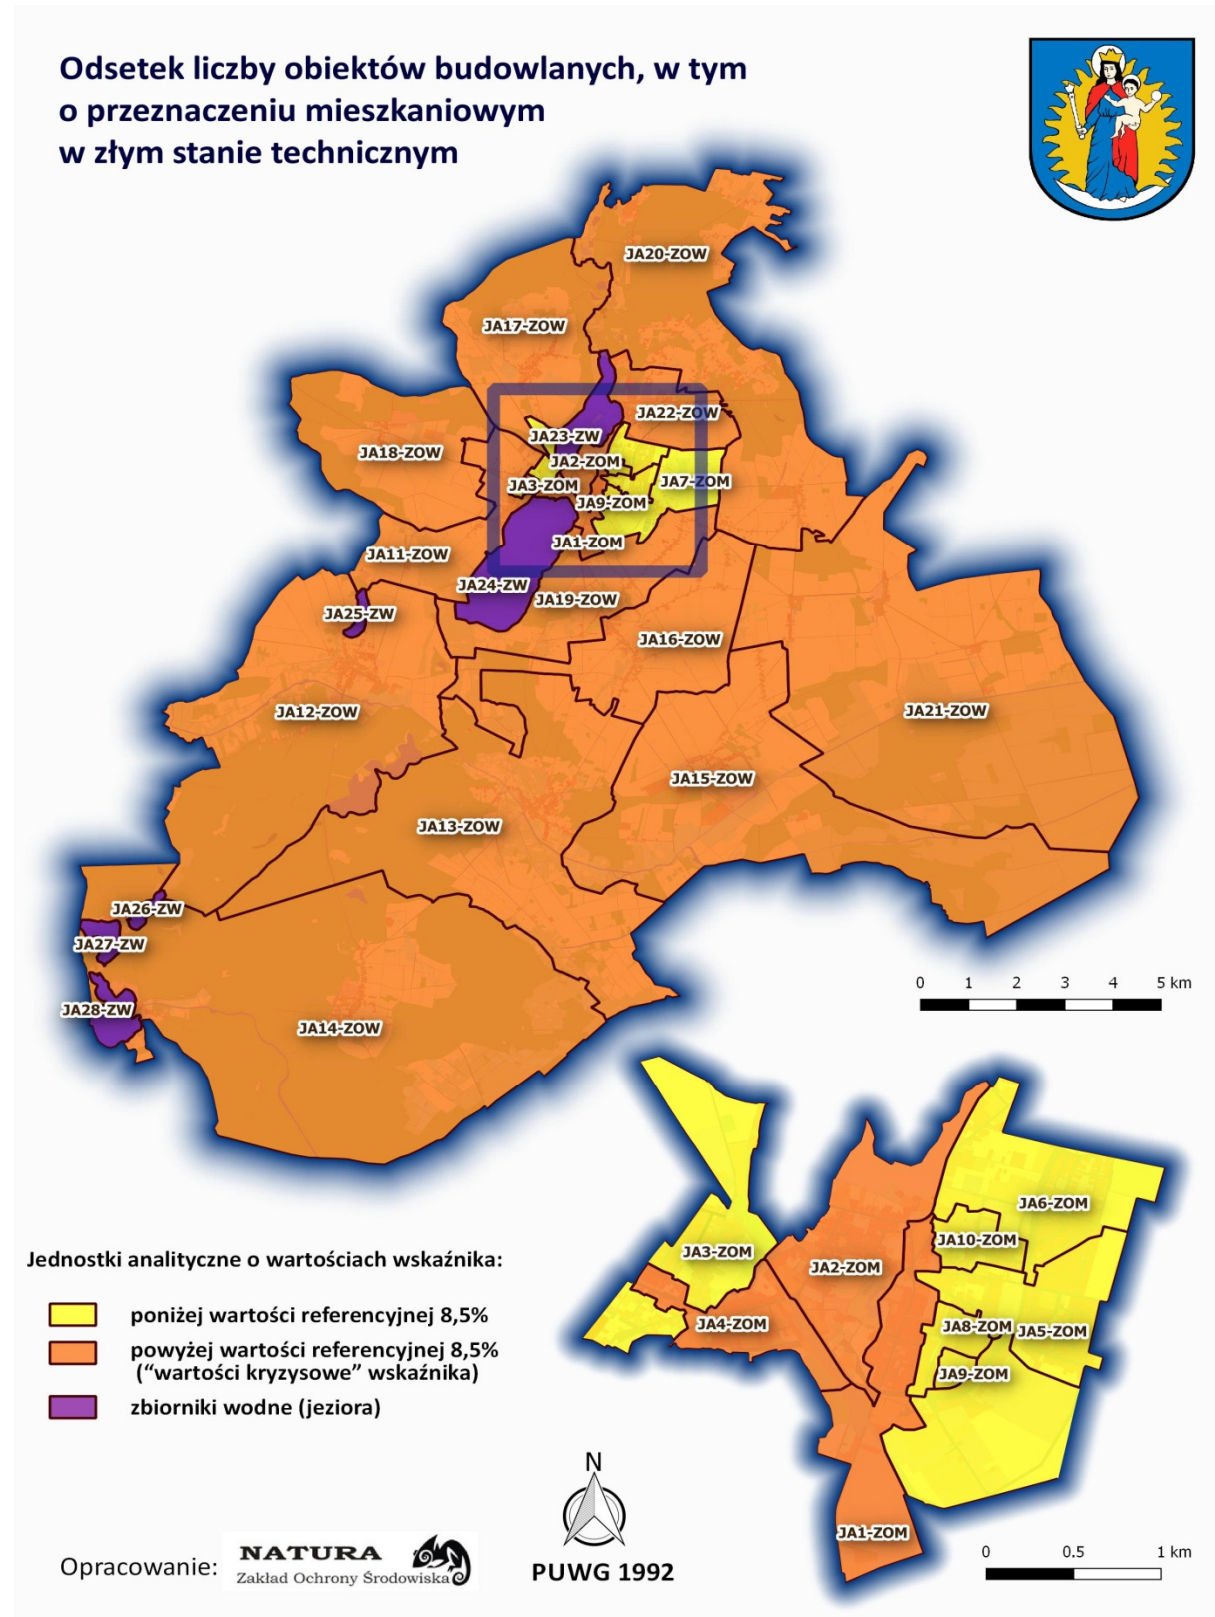 Odsetek liczby obiektów budowlanych, w tym
o przeznaczeniu mieszkaniowym
w złym stanie technicznym
JA20-ZOW
JA17-ZOW
JA22-ZOW
JA23-ZW
JA18-ZOW
JA2-ZOM
JA7-ZOM
JA3-ZOM
JA9-ZOM
JA1-ZOM
JA11-ZOW
JA24-ZW
JA19-ZOW
JA25-ZW
JA16-ZOW
JA12-ZOW
JA21-ZOW
JA15-ZOW
JA13-ZOW
JA26-ZW
JA27-ZW
JA28-ZW
JA14-ZOW
0 1 2 3 4 5 km
JA6-ZOM
JA10-ZOM
JA3-ZOM
JA2-ZOM
JA4-ZOM
JA8-ZOM
JA5-ZOM
JA9-ZOM
JA1-ZOM
Jednostki analityczne o wartościach wskaźnika:
poniżej wartości referencyjnej 8,5%
powyżej wartości referencyjnej 8,5%
(“wartości kryzysowe” wskaźnika)
zbiorniki wodne (jeziora)
N
PUWG 1992
0 0.5 1 km
Opracowanie:
NATURA
Zakład Ochrony Środowiska